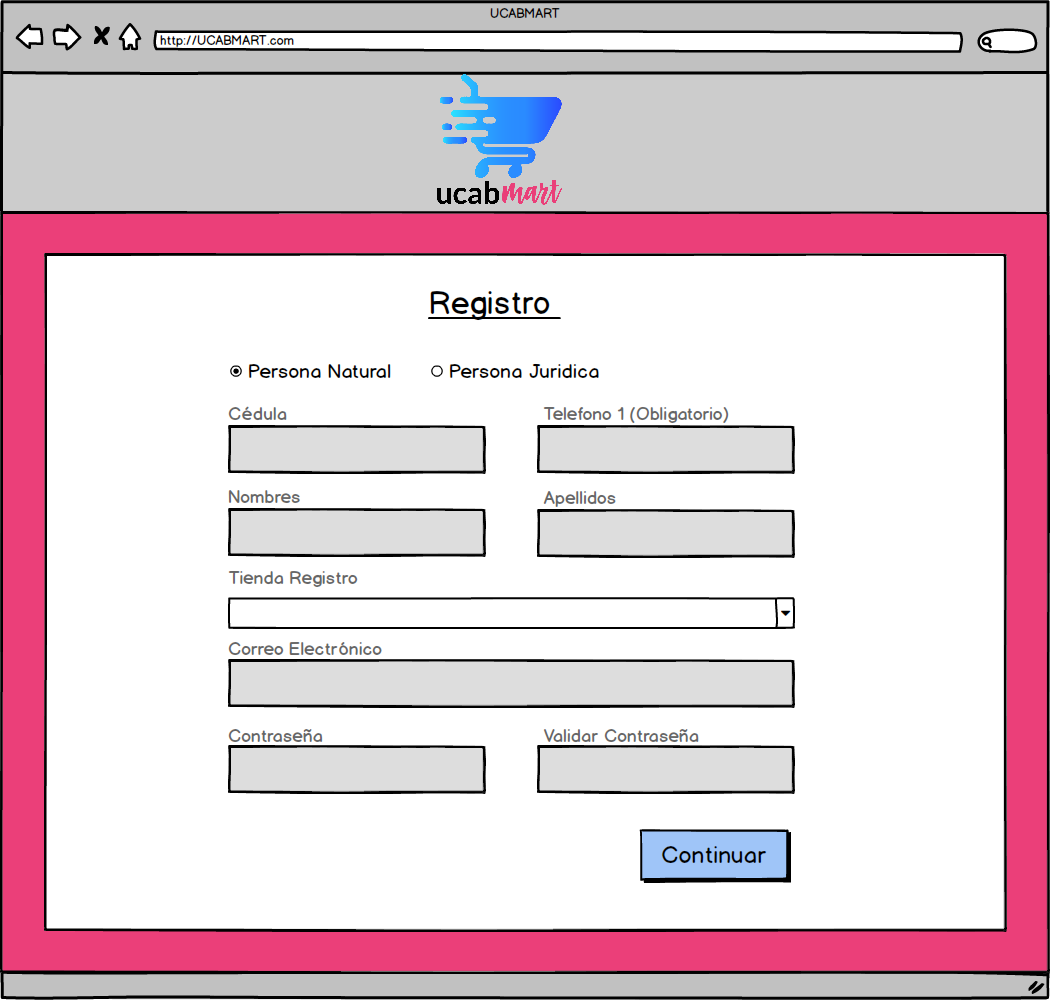 UCABMART
http://UCABMART.com
ucabmart
Registro
Persona Natural Persona Juridica
Cédula Telefono 1 (Obligatorio)
Nombres Apellidos
Tienda Registro
Correo Electrónico
Contraseña Validar Contraseña
Continuar